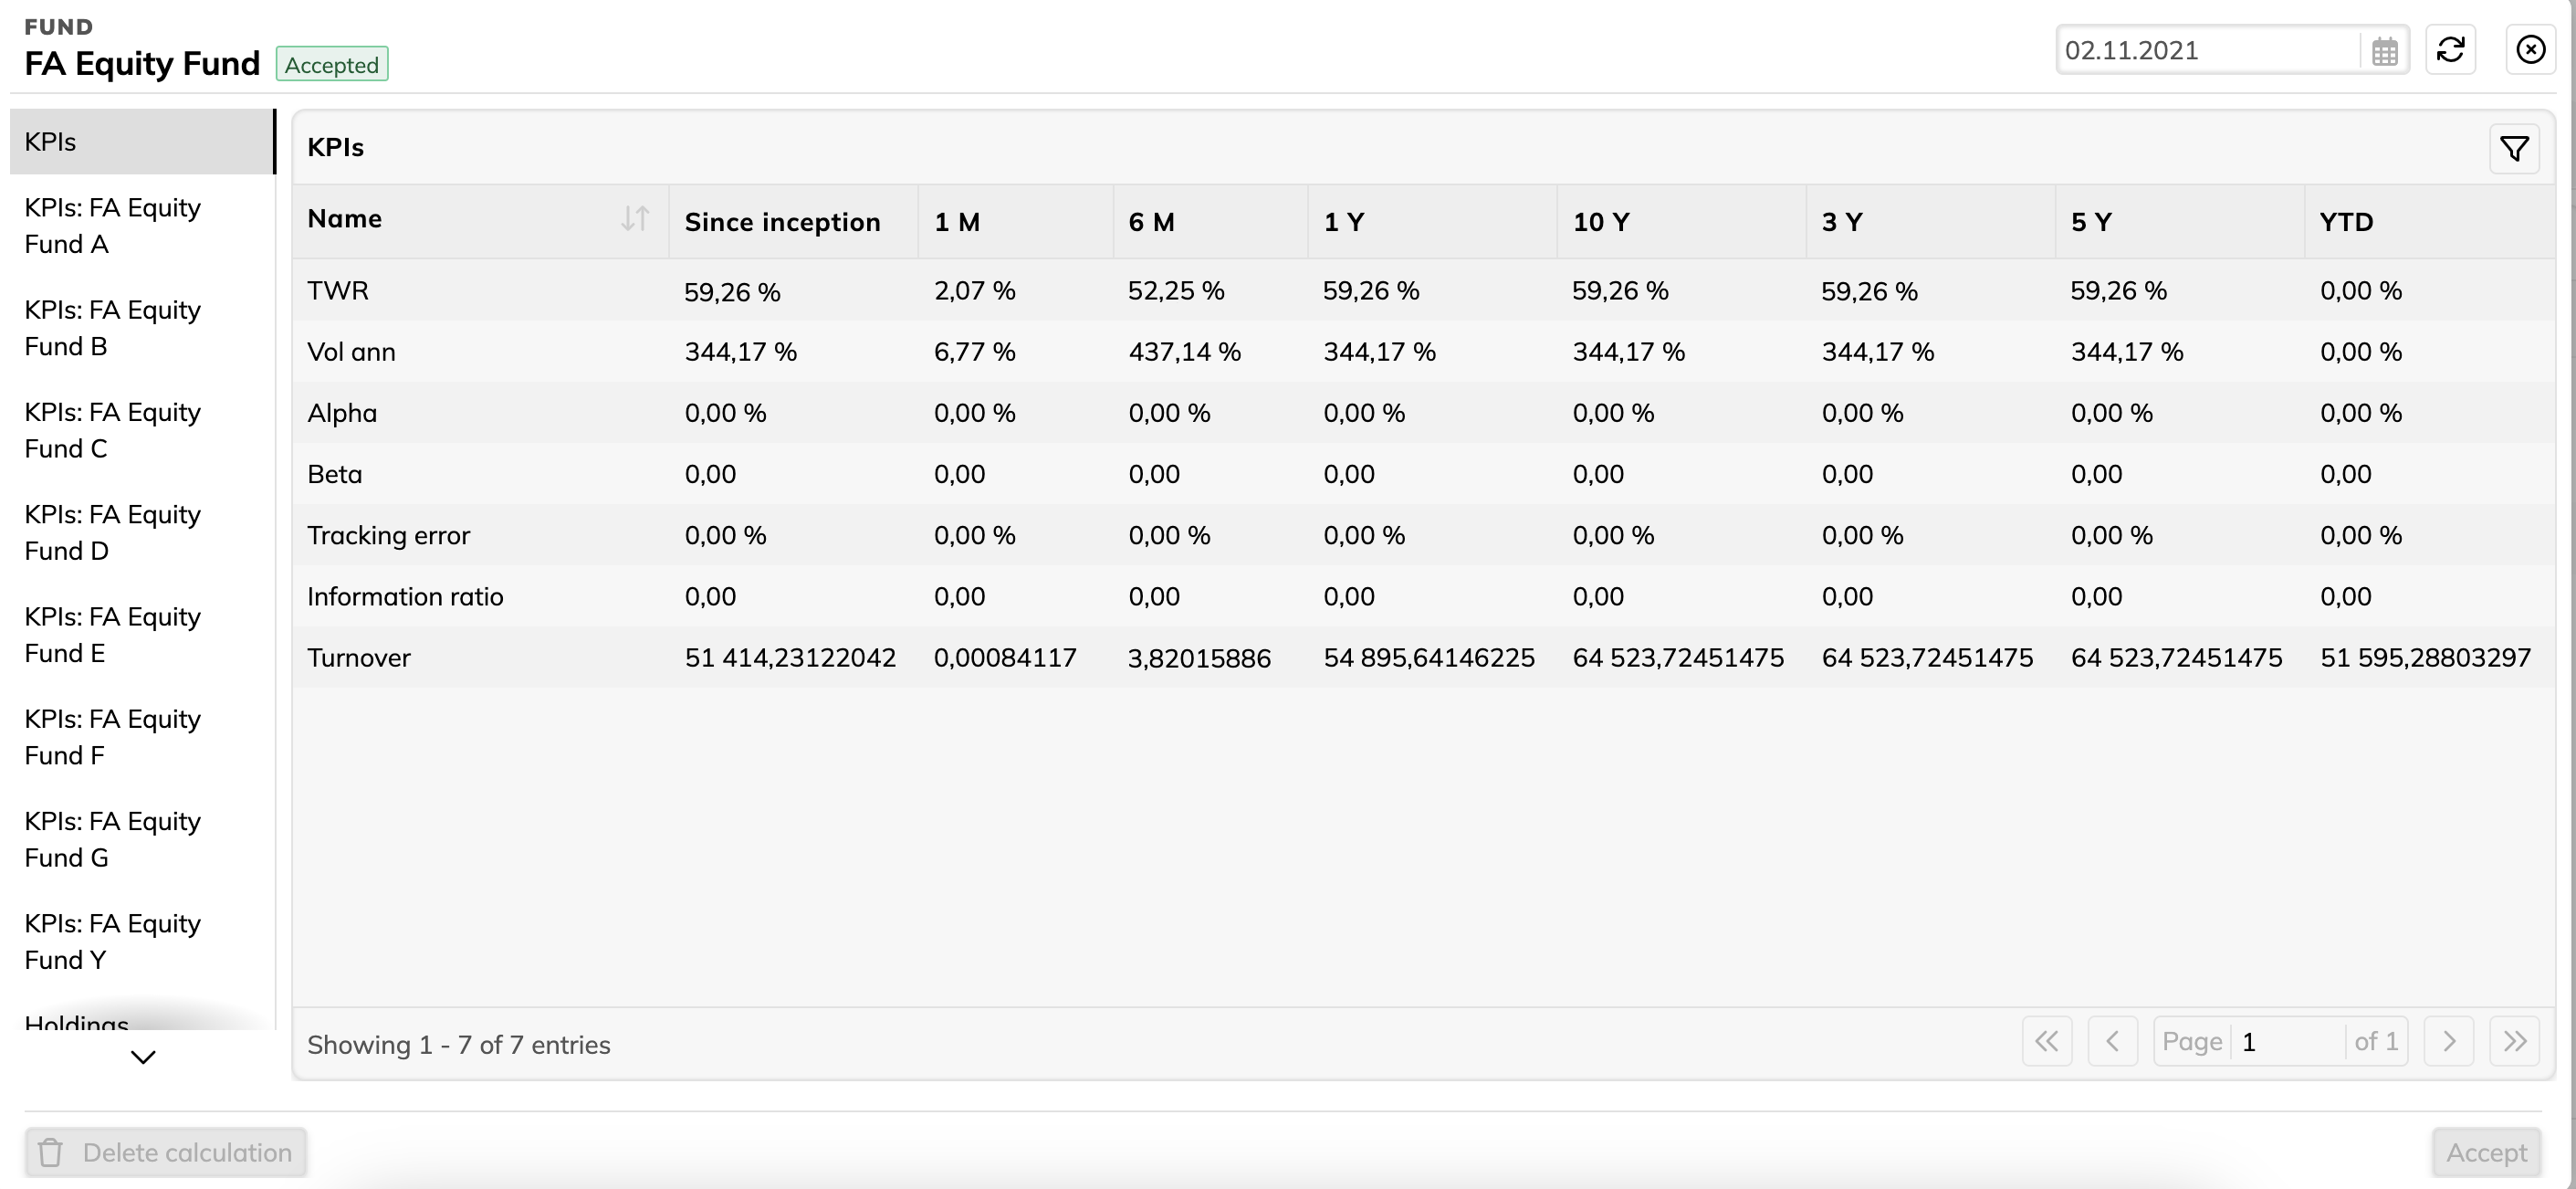 FUND
FA Equity Fund Accepted
02.11.2021
KPIs
KPIs: FA Equity
Fund A
KPIs: FA Equity
Fund B
KPIs: FA Equity
Fund C
KPIs: FA Equity
Fund D
KPIs: FA Equity
Fund E
KPIs: FA Equity
Fund F
KPIs: FA Equity
Fund G
KPIs: FA Equity
Fund Y
Holdings
KPIs
Name Since inception 1 M 6 M 1 Y 10 Y 3 Y 5 Y YTD
TWR 59,26 % 2,07 % 52,25 % 59,26 % 59,26 % 59,26 % 59,26 % 0,00 %
Vol ann 344,17 % 6,77 % 437,14 % 344,17 % 344,17 % 344,17 % 344,17 % 0,00 %
Alpha 0,00 % 0,00 % 0,00 % 0,00 % 0,00 % 0,00 % 0,00 % 0,00 %
Beta 0,00 0,00 0,00 0,00 0,00 0,00 0,00 0,00
Tracking error 0,00 % 0,00 % 0,00 % 0,00 % 0,00 % 0,00 % 0,00 % 0,00 %
Information ratio 0,00 0,00 0,00 0,00 0,00 0,00 0,00 0,00
Turnover 51 414,23122042 0,00084117 3,82015886 54 895,64146225 64 523,72451475 64 523,72451475 64 523,72451475 51 595,28803297
Showing 1 - 7 of 7 entries
Page 1 of 1
Delete calculation
Accept